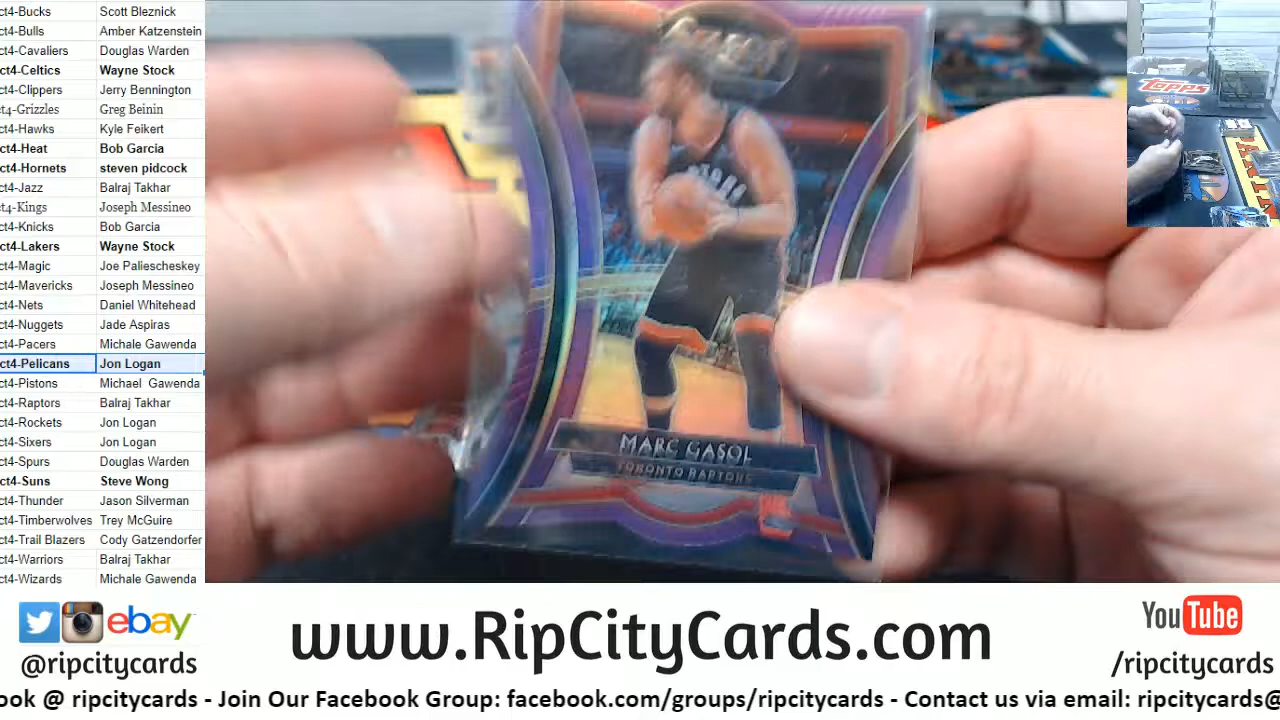 ct4-Bucks Scott Bleznick
ct4-Bulls Amber Katzenstein
ct4-Cavaliers Douglas Warden
ct4-Celtics Wayne Stock
ct4-Clippers Jerry Bennington
ct4-Grizzles Greg Beinin
ct4-Hawks Kyle Feikert
ct4-Heat Bob Garcia
ct4-Hornets steven pidcock
ct4-Jazz Balraj Takhar
ct4-Kings Joseph Messineo
ct4-Knicks Bob Garcia
ct4-Lakers Wayne Stock
ct4-Magic Joe Paliescheskey
ct4-Mavericks Joseph Messineo
ct4-Nets Daniel Whitehead
ct4-Nuggets Jade Aspiras
ct4-Pacers Michale Gawenda
ct4-Pelicans Jon Logan
ct4-Pistons Michael Gawenda
ct4-Raptors Balraj Takhar
ct4-Rockets Jon Logan
ct4-Sixers Jon Logan
ct4-Spurs Douglas Warden
ct4-Suns Steve Wong
ct4-Thunder Jason Silverman
ct4-Timberwolves Trey McGuire
ct4-Trail Blazers Cody Gatzendorfer
ct4-Warriors Balraj Takhar
ct4-Wizards Michale Gawenda
MARC GASOL
TORONTO RAPTORS
Topps
ebay
@ripcitycards
www.RipCityCards.com
YouTube
/ripcitycards
ook @ ripcitycards - Join Our Facebook Group: facebook.com/groups/ripcitycards - Contact us via email: ripcitycards@